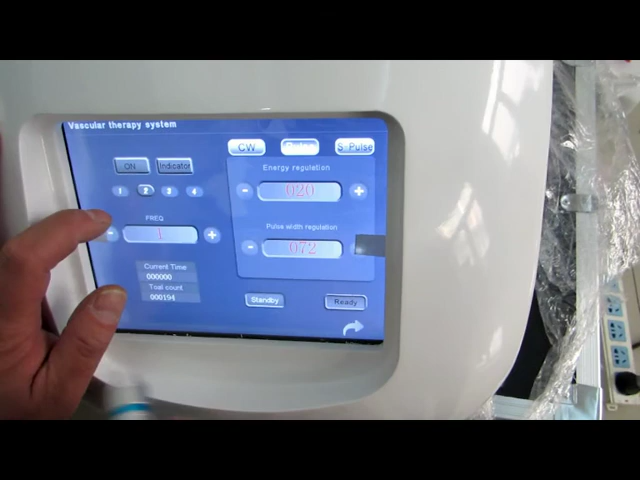 Vascular therapy system
CW Pulse S-Pulse
ON Indicator
Energy regulation
1 2 3 4
- 020 +
FREQ
- 1 +
Pulse width regulation
- 072
Current Time
000000
Toal count
000194
Standby Ready